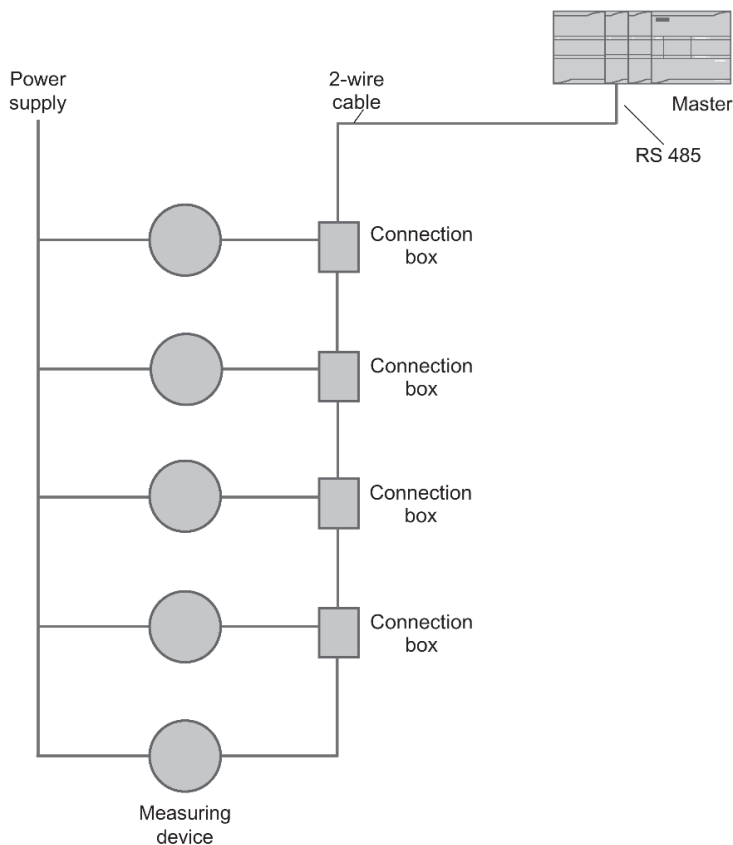 Power
supply
2-wire
cable
Master
RS 485
Connection
box
Connection
box
Connection
box
Connection
box
Measuring
device